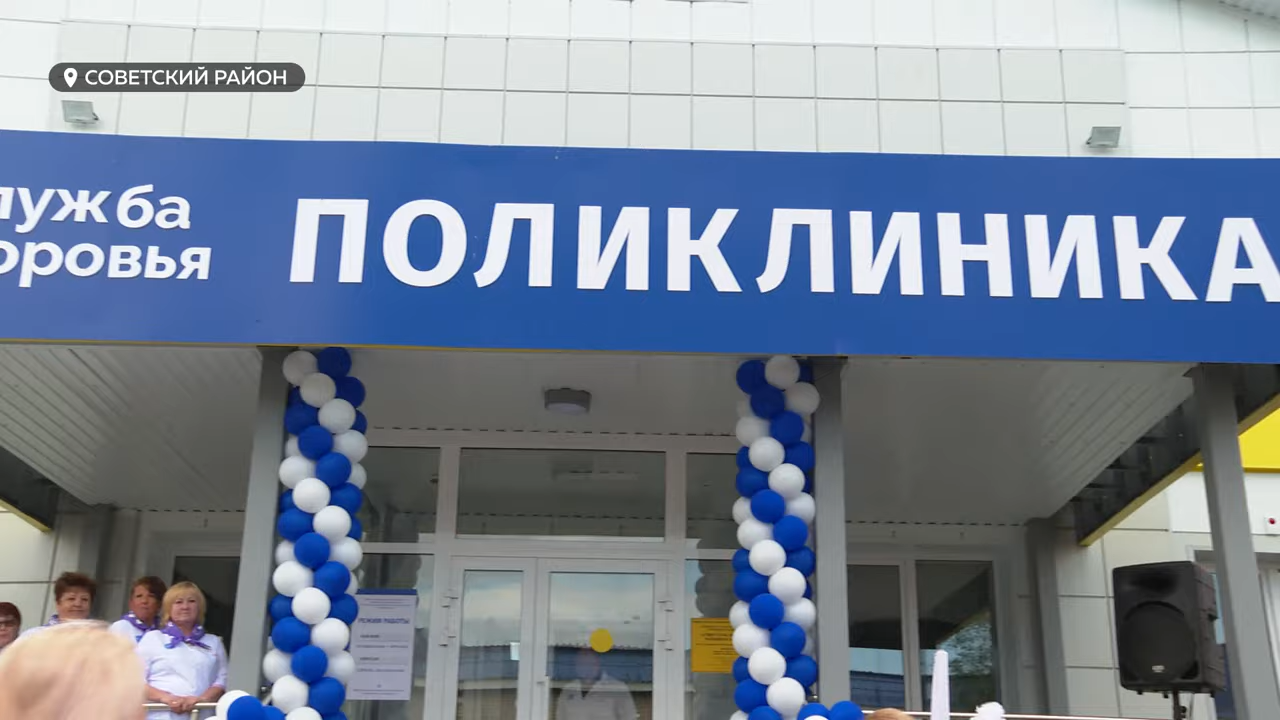 СОВЕТСКИЙ РАЙОН
лужба
оровья
ПОЛИКЛИНИКА
РЕЖИМ РАБОТЫ